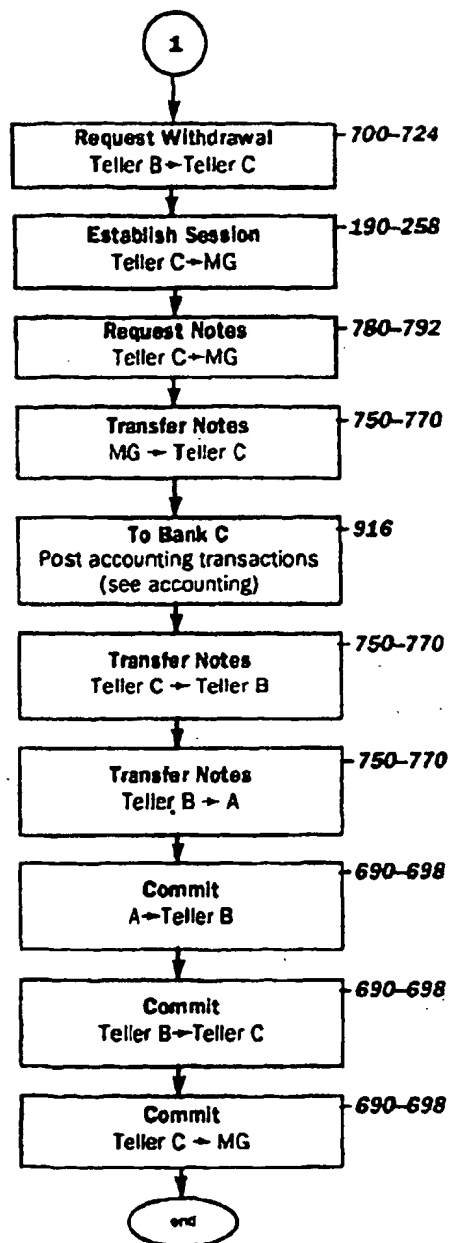 1
Request Withdrawal
Teller B→Teller C
700–724
Establish Session
Teller C→MG
190–258
Request Notes
Teller C→MG
780–792
Transfer Notes
MG → Teller C
750–770
To Bank C
Post accounting transactions
(see accounting)
916
Transfer Notes
Teller C → Teller B
750–770
Transfer Notes
Teller B → A
750–770
Commit
A→Teller B
690–698
Commit
Teller B→Teller C
690–698
Commit
Teller C → MG
690–698
end